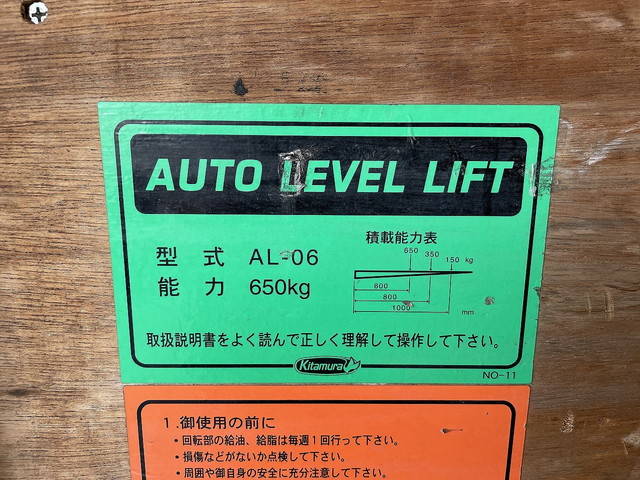 AUTO LEVEL LIFT
型式 AL-06
能力 650kg
積載能力表
650 350 150 kg
600
800
1000
mm
取扱説明書をよく読んで正しく理解して操作して下さい。
Kitamura
NO-11
1.御使用の前に
・回転部の給油、給脂は毎週1回行って下さい。
・損傷などがないか点検して下さい。
・周囲や御自身の安全に充分注意して下さい。